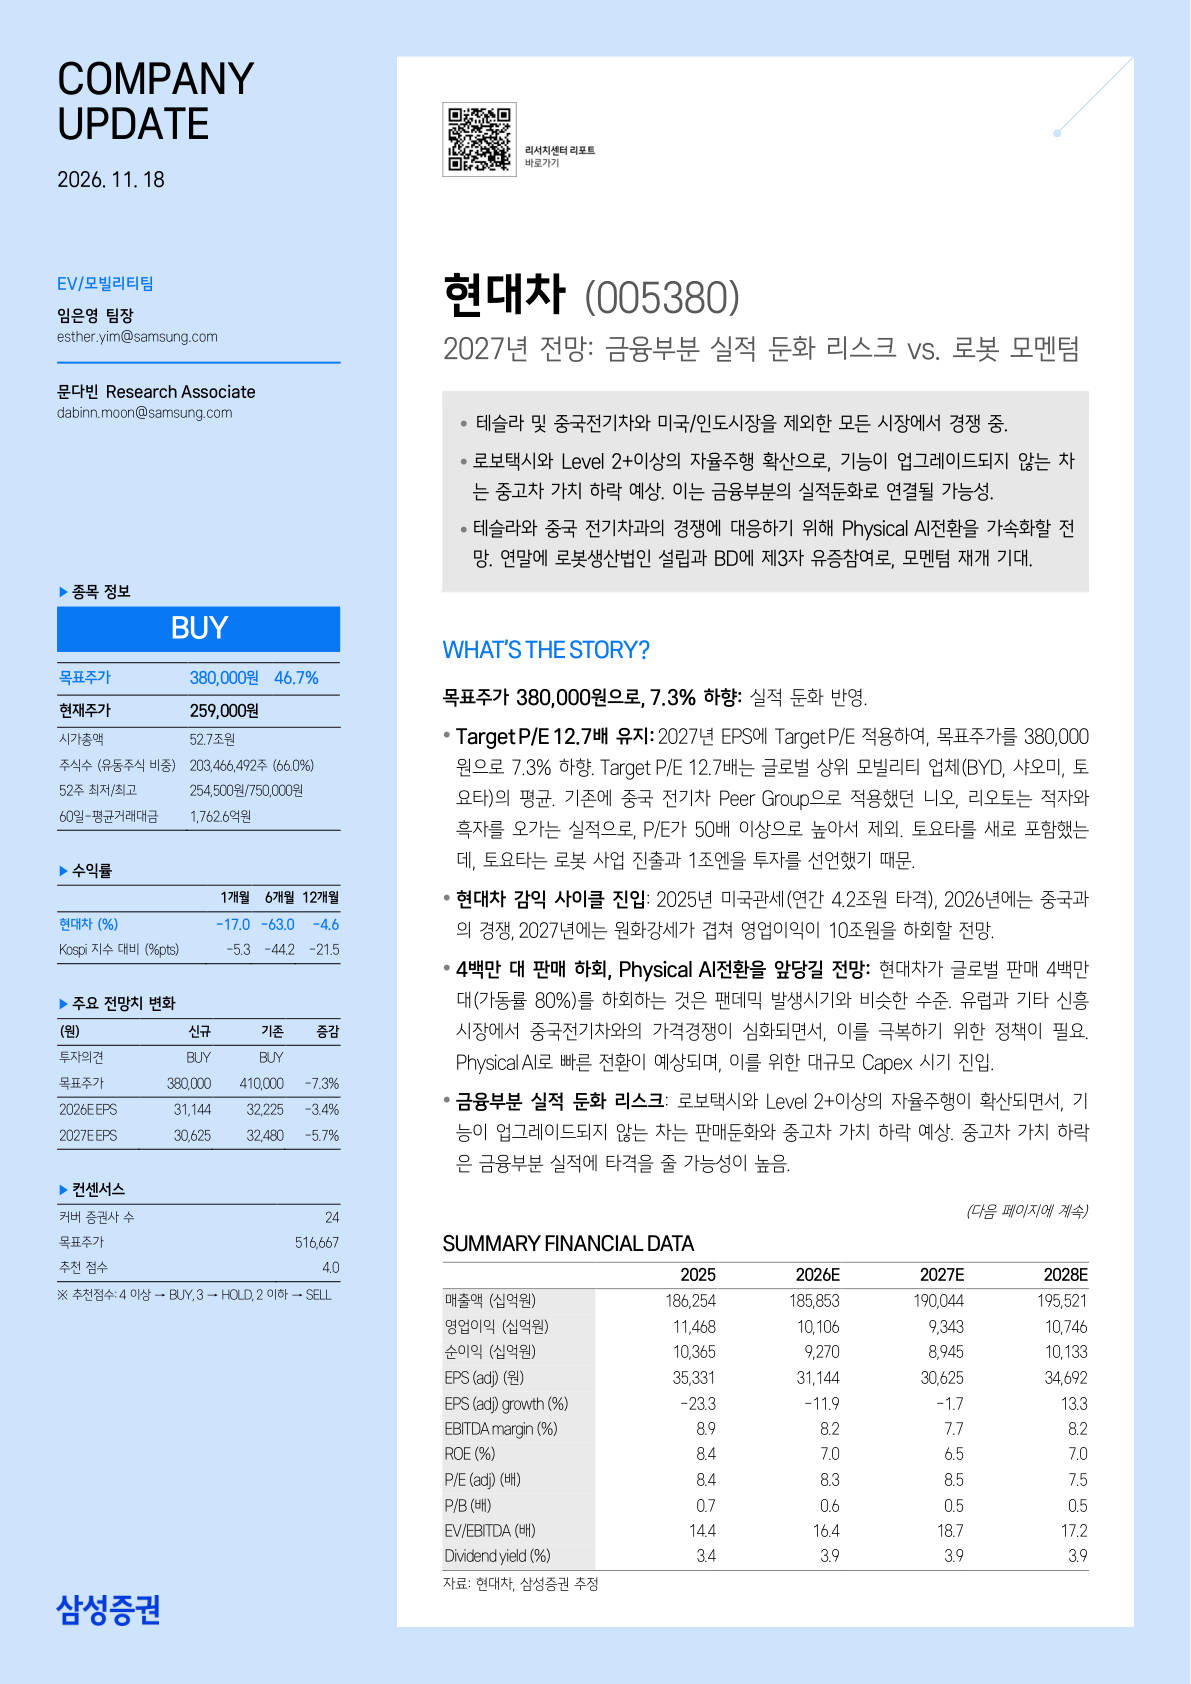 COMPANY
UPDATE
2026. 11. 18
EV/모빌리티팀
임은영 팀장
esther.yim@samsung.com
문다빈 Research Associate
dabinn.moon@samsung.com
▶ 종목 정보
BUY
목표주가 380,000원 46.7%
현재주가 259,000원
시가총액 52.7조원
주식수 (유동주식 비중) 203,466,492주 (66.0%)
52주 최저/최고 254,500원/750,000원
60일-평균거래대금 1,762.6억원
▶ 수익률
1개월 6개월 12개월
현대차 (%) -17.0 -63.0 -4.6
Kospi 지수 대비 (%pts) -5.3 -44.2 -21.5
▶ 주요 전망치 변화
(원) 신규 기존 증감
투자의견 BUY BUY
목표주가 380,000 410,000 -7.3%
2026E EPS 31,144 32,225 -3.4%
2027E EPS 30,625 32,480 -5.7%
▶ 컨센서스
커버 증권사 수 24
목표주가 516,667
추천 점수 4.0
※ 추천점수: 4 이상 → BUY, 3 → HOLD, 2 이하 → SELL
삼성증권
리서치센터 리포트
바로가기
현대차 (005380)
2027년 전망: 금융부분 실적 둔화 리스크 vs. 로봇 모멘텀
• 테슬라 및 중국전기차와 미국/인도시장을 제외한 모든 시장에서 경쟁 중.
• 로보택시와 Level 2+이상의 자율주행 확산으로, 기능이 업그레이드되지 않는 차
는 중고차 가치 하락 예상. 이는 금융부분의 실적둔화로 연결될 가능성.
• 테슬라와 중국 전기차과의 경쟁에 대응하기 위해 Physical AI전환을 가속화할 전
망. 연말에 로봇생산법인 설립과 BD에 제3자 유증참여로, 모멘텀 재개 기대.
WHAT'S THE STORY?
목표주가 380,000원으로, 7.3% 하향: 실적 둔화 반영.
• Target P/E 12.7배 유지: 2027년 EPS에 Target P/E 적용하여, 목표주가를 380,000
원으로 7.3% 하향. Target P/E 12.7배는 글로벌 상위 모빌리티 업체(BYD, 샤오미, 토
요타)의 평균. 기존에 중국 전기차 Peer Group으로 적용했던 니오, 리오토는 적자와
흑자를 오가는 실적으로, P/E가 50배 이상으로 높아서 제외. 토요타를 새로 포함했는
데, 토요타는 로봇 사업 진출과 1조엔을 투자를 선언했기 때문.
• 현대차 감익 사이클 진입: 2025년 미국관세(연간 4.2조원 타격), 2026년에는 중국과
의 경쟁, 2027년에는 원화강세가 겹쳐 영업이익이 10조원을 하회할 전망.
• 4백만 대 판매 하회, Physical AI전환을 앞당길 전망: 현대차가 글로벌 판매 4백만
대(가동률 80%)를 하회하는 것은 팬데믹 발생시기와 비슷한 수준. 유럽과 기타 신흥
시장에서 중국전기차와의 가격경쟁이 심화되면서, 이를 극복하기 위한 정책이 필요.
Physical AI로 빠른 전환이 예상되며, 이를 위한 대규모 Capex 시기 진입.
• 금융부분 실적 둔화 리스크: 로보택시와 Level 2+이상의 자율주행이 확산되면서, 기
능이 업그레이드되지 않는 차는 판매둔화와 중고차 가치 하락 예상. 중고차 가치 하락
은 금융부분 실적에 타격을 줄 가능성이 높음.
(다음 페이지에 계속)
SUMMARY FINANCIAL DATA
2025 2026E 2027E 2028E
매출액 (십억원) 186,254 185,853 190,044 195,521
영업이익 (십억원) 11,468 10,106 9,343 10,746
순이익 (십억원) 10,365 9,270 8,945 10,133
EPS (adj) (원) 35,331 31,144 30,625 34,692
EPS (adj) growth (%) -23.3 -11.9 -1.7 13.3
EBITDA margin (%) 8.9 8.2 7.7 8.2
ROE (%) 8.4 7.0 6.5 7.0
P/E (adj) (배) 8.4 8.3 8.5 7.5
P/B (배) 0.7 0.6 0.5 0.5
EV/EBITDA (배) 14.4 16.4 18.7 17.2
Dividend yield (%) 3.4 3.9 3.9 3.9
자료: 현대차, 삼성증권 추정